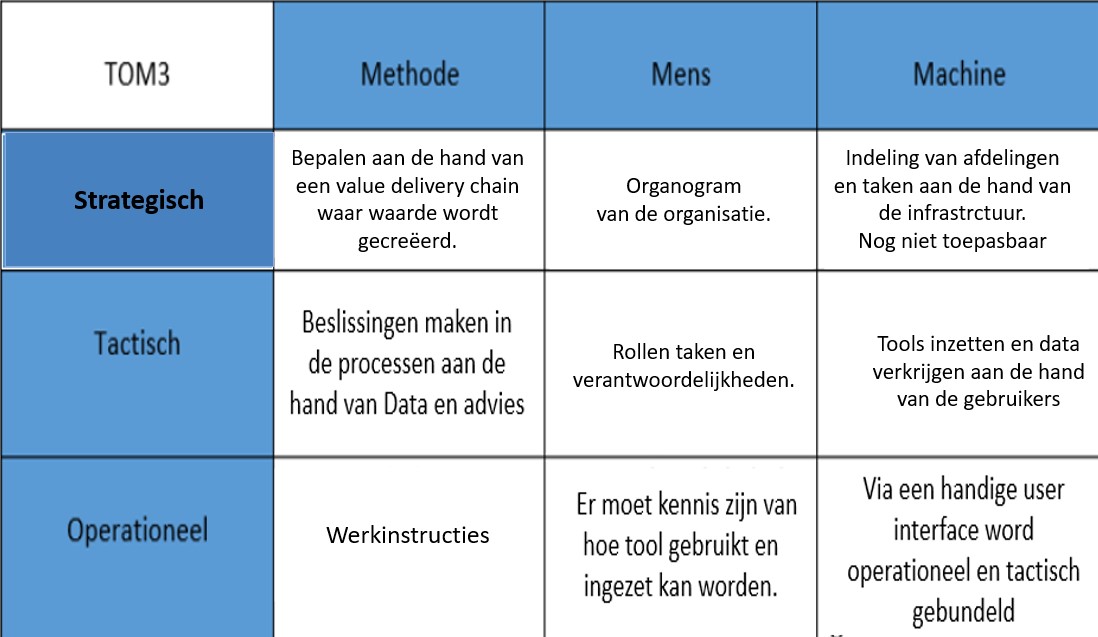 TOM3
Methode
Mens
Machine
Strategisch
Bepalen aan de hand van
een value delivery chain
waar waarde wordt
gecreëerd.
Organogram
van de organisatie.
Indeling van afdelingen
en taken aan de hand van
de infrastrctuur.
Nog niet toepasbaar
Tactisch
Beslissingen maken in
de processen aan de
hand van Data en advies
Rollen taken en
verantwoordelijkheden.
Tools inzetten en data
verkrijgen aan de hand
van de gebruikers
Operationeel
Werkinstructies
Er moet kennis zijn van
hoe tool gebruikt en
ingezet kan worden.
Via een handige user
interface word
operationeel en tactisch
gebundeld